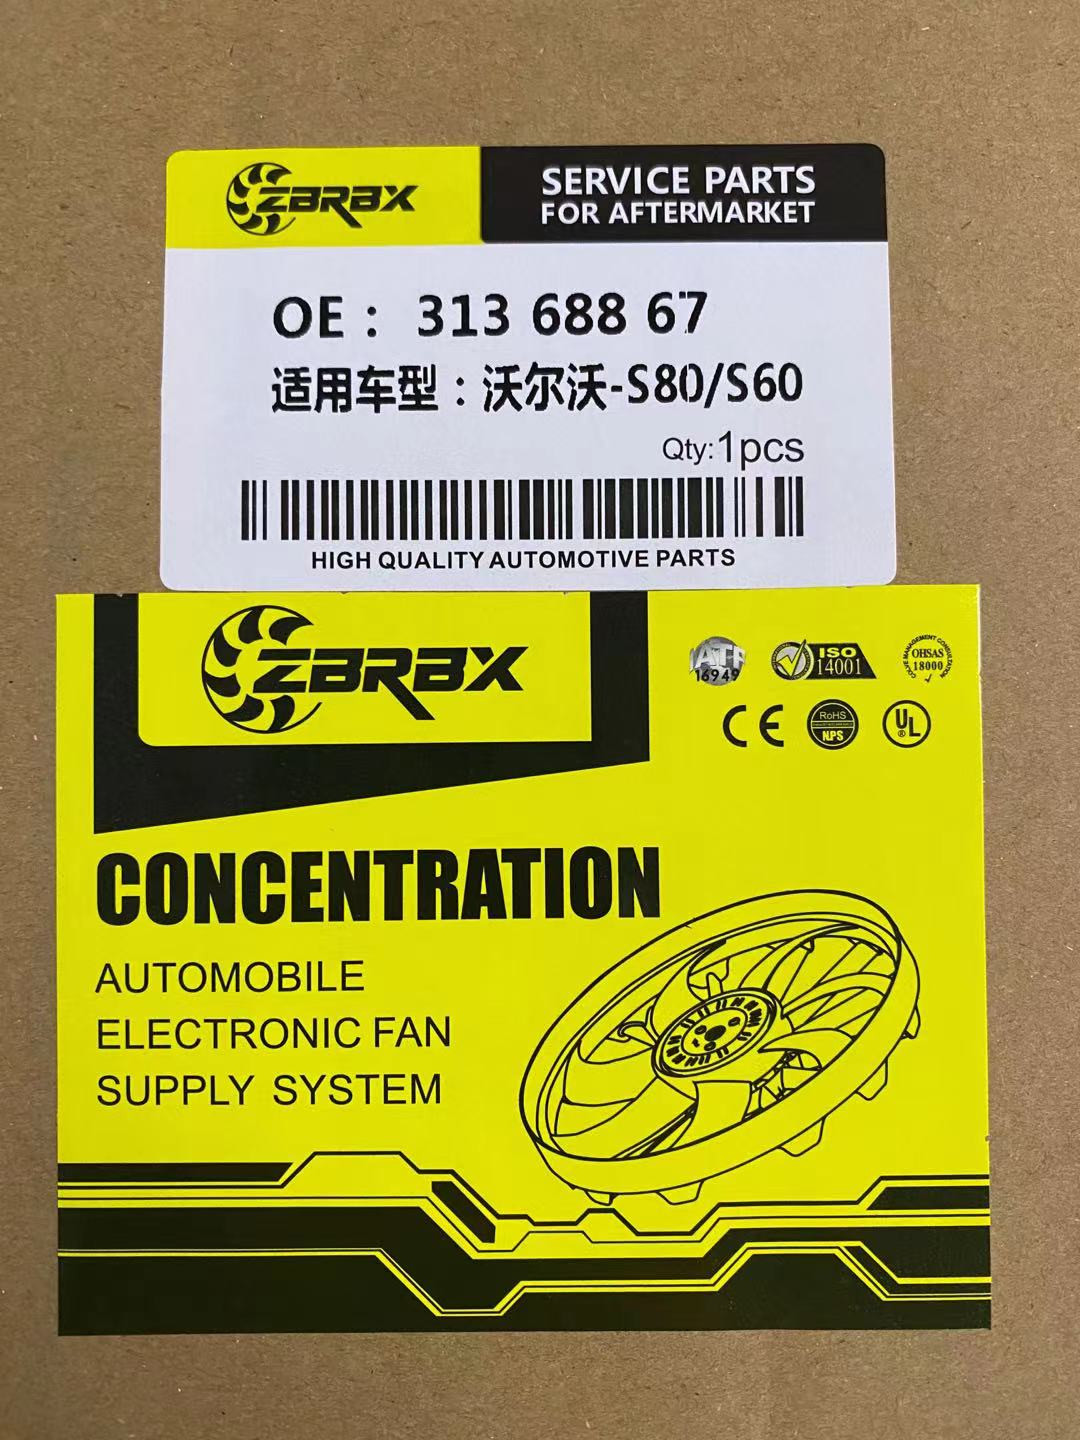 ZBRBX
SERVICE PARTS
FOR AFTERMARKET
OE： 313 688 67
适用车型：沃尔沃-S80/S60
Qty:1pcs
HIGH QUALITY AUTOMOTIVE PARTS
ZBRBX
IATF
16949
ISO
14001
OHSAS
18000
CE
RoHS
NPS
UL
®
CONCENTRATION
AUTOMOBILE
ELECTRONIC FAN
SUPPLY SYSTEM